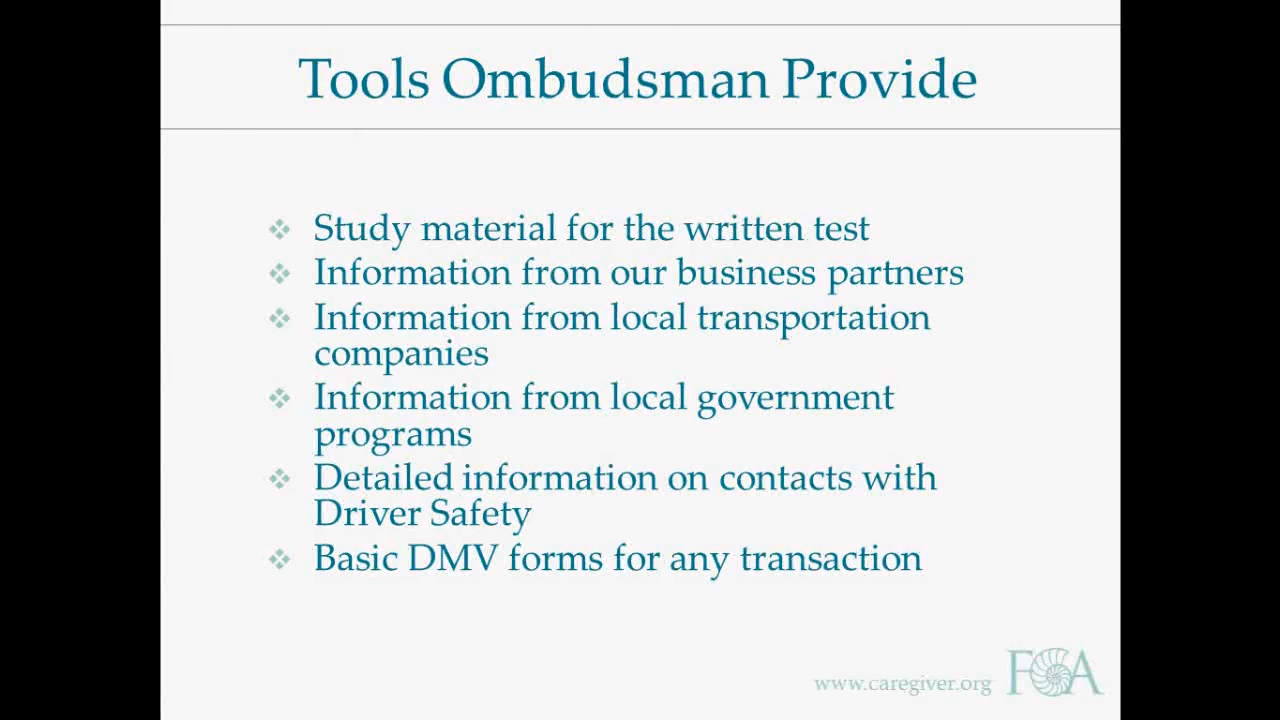 Tools Ombudsman Provide
Study material for the written test
Information from our business partners
Information from local transportation
companies
Information from local government
programs
Detailed information on contacts with
Driver Safety
Basic DMV forms for any transaction
www.caregiver.org FCA